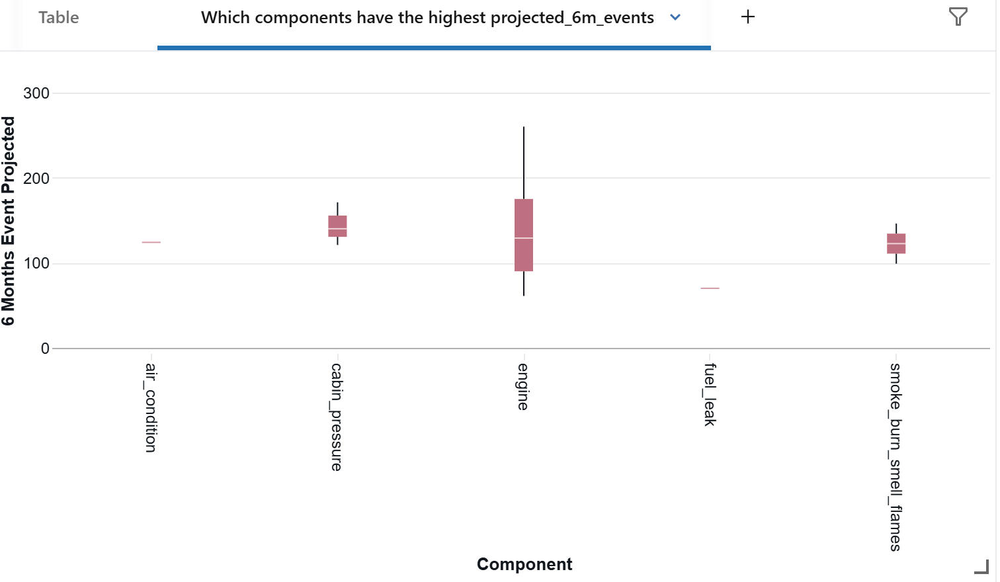 Table
Which components have the highest projected_6m_events
6 Months Event Projected
300
200
100
0
air_condition
cabin_pressure
engine
fuel_leak
smoke_burn_smell_flames
Component